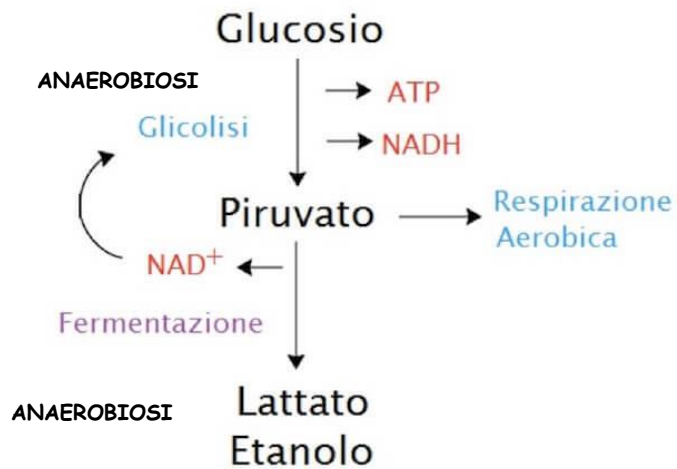 Glucosio
ANAEROBIOSI
ATP
Glicolisi
NADH
Piruvato
Respirazione
Aerobica
NAD+
Fermentazione
ANAEROBIOSI
Lattato
Etanolo